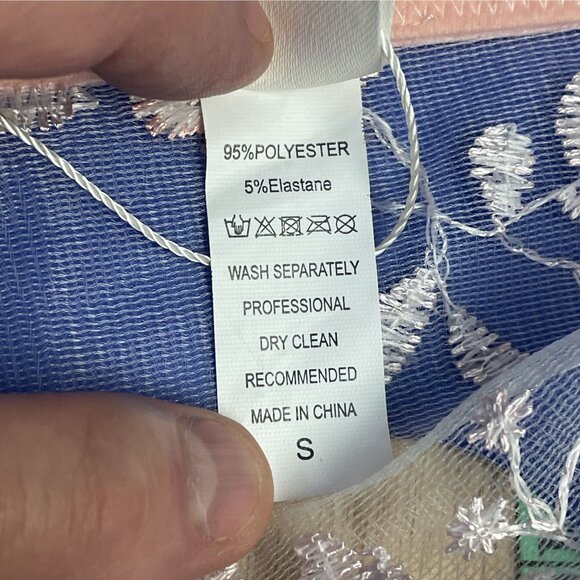 95%POLYESTER
5%Elastane
WASH SEPARATELY
PROFESSIONAL
DRY CLEAN
RECOMMENDED
MADE IN CHINA
S